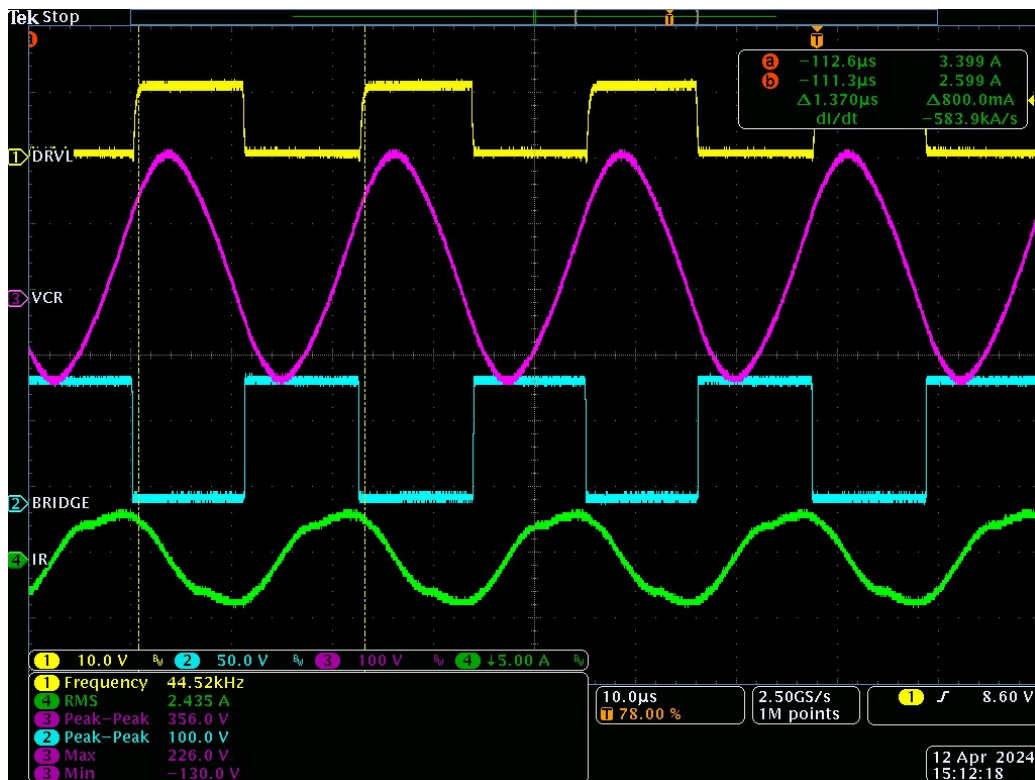 Tek Stop
T
a
T
a -112.6µs 3.399 A
b -111.3µs 2.599 A
Δ1.370µs Δ800.0mA
dI/dt -583.9kA/s
1 DRVL
3 VCR
2 BRIDGE
4 IR
1 10.0 V BW 2 50.0 V BW 3 100 V BW 4 ↓5.00 A BW
1 Frequency 44.52kHz
4 RMS 2.435 A
3 Peak-Peak 356.0 V
2 Peak-Peak 100.0 V
3 Max 226.0 V
3 Min -130.0 V
10.0µs
T 78.00 %
2.50GS/s
1M points
1 8.60 V
12 Apr 2024
15:12:18